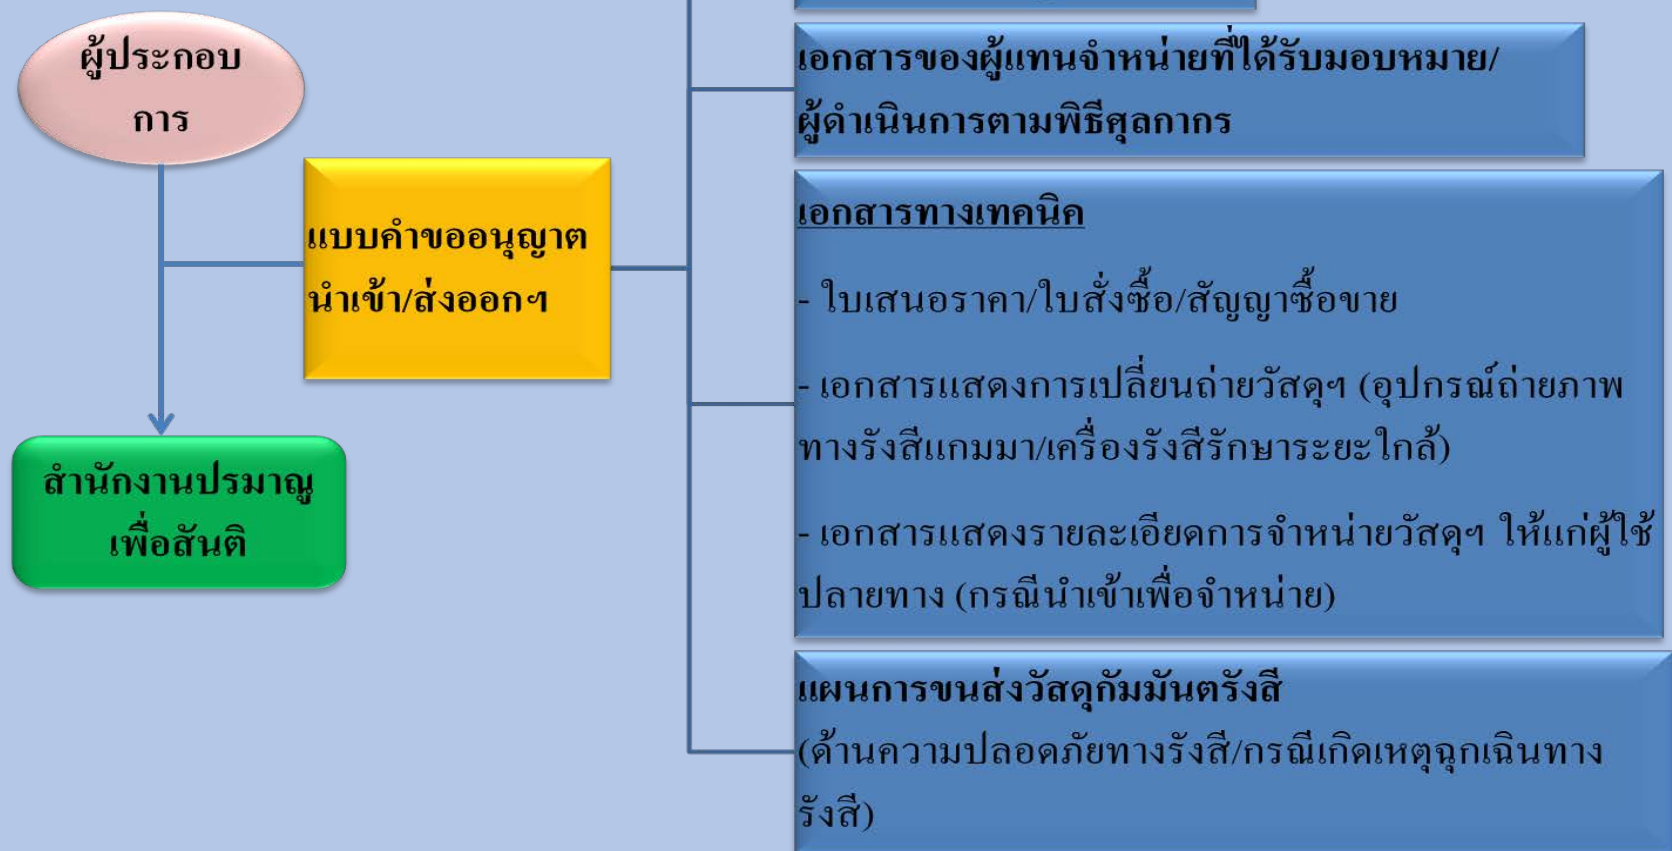 ผู้ประกอบ
การ
แบบคำขออนุญาต
นำเข้า/ส่งออกฯ
สำนักงานปรมาณู
เพื่อสันติ
เอกสารของผู้แทนจำหน่ายที่ได้รับมอบหมาย/
ผู้ดำเนินการตามพิธีศุลกากร
เอกสารทางเทคนิค
- ใบเสนอราคา/ใบสั่งซื้อ/สัญญาซื้อขาย
- เอกสารแสดงการเปลี่ยนถ่ายวัสดุฯ (อุปกรณ์ถ่ายภาพ
ทางรังสีแกมมา/เครื่องรังสีรักษาระยะใกล้)
- เอกสารแสดงรายละเอียดการจำหน่ายวัสดุฯ ให้แก่ผู้ใช้
ปลายทาง (กรณีนำเข้าเพื่อจำหน่าย)
แผนการขนส่งวัสดุกัมมันตรังสี
(ด้านความปลอดภัยทางรังสี/กรณีเกิดเหตุฉุกเฉินทาง
รังสี)